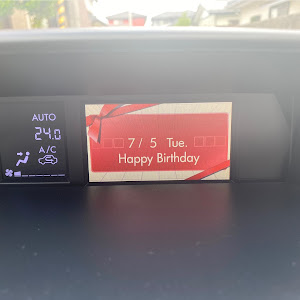 AUTO
24.0
A/C
□□ 7/ 5 Tue. □□
Happy Birthday